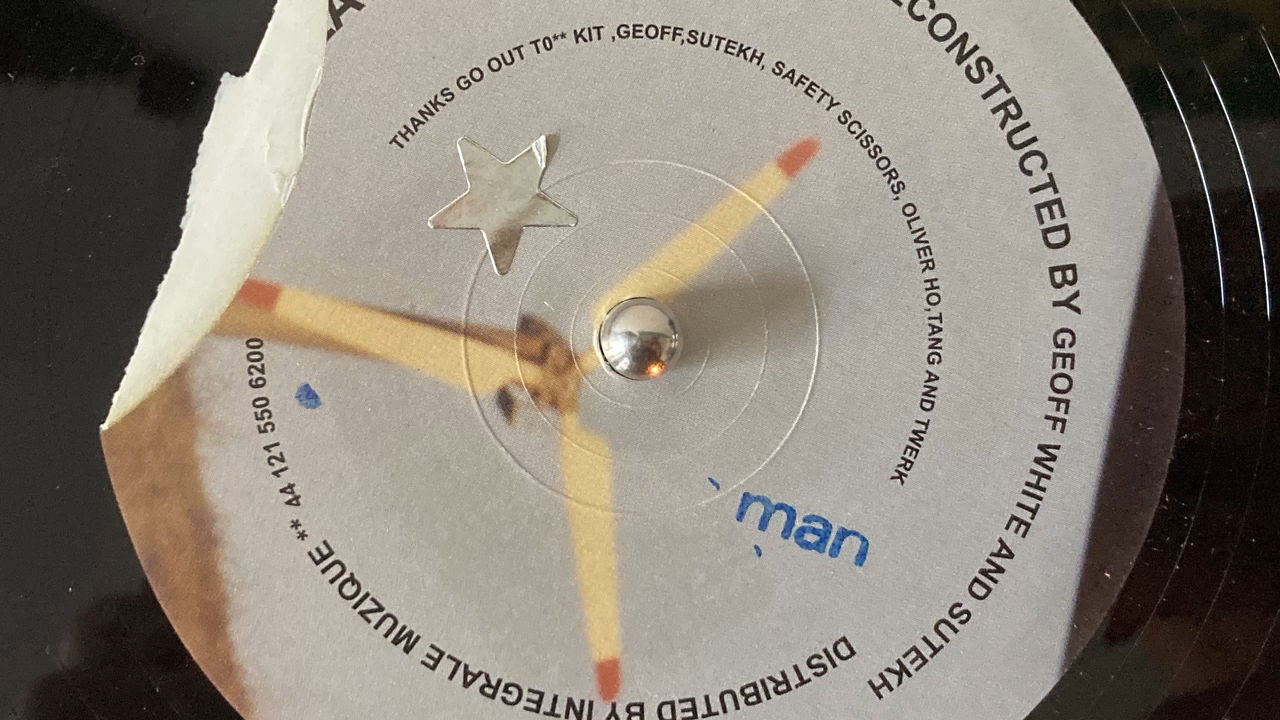 THANKS GO OUT T0** KIT ,GEOFF,SUTEKH, SAFETY SCISSORS, OLIVER HO,TANG AND TWERK
BY GEOFF WHITE AND SUTEKH
DISTRIBUTED BY INTEGRALE MUZIQUE ** 44 121 550 6200
man